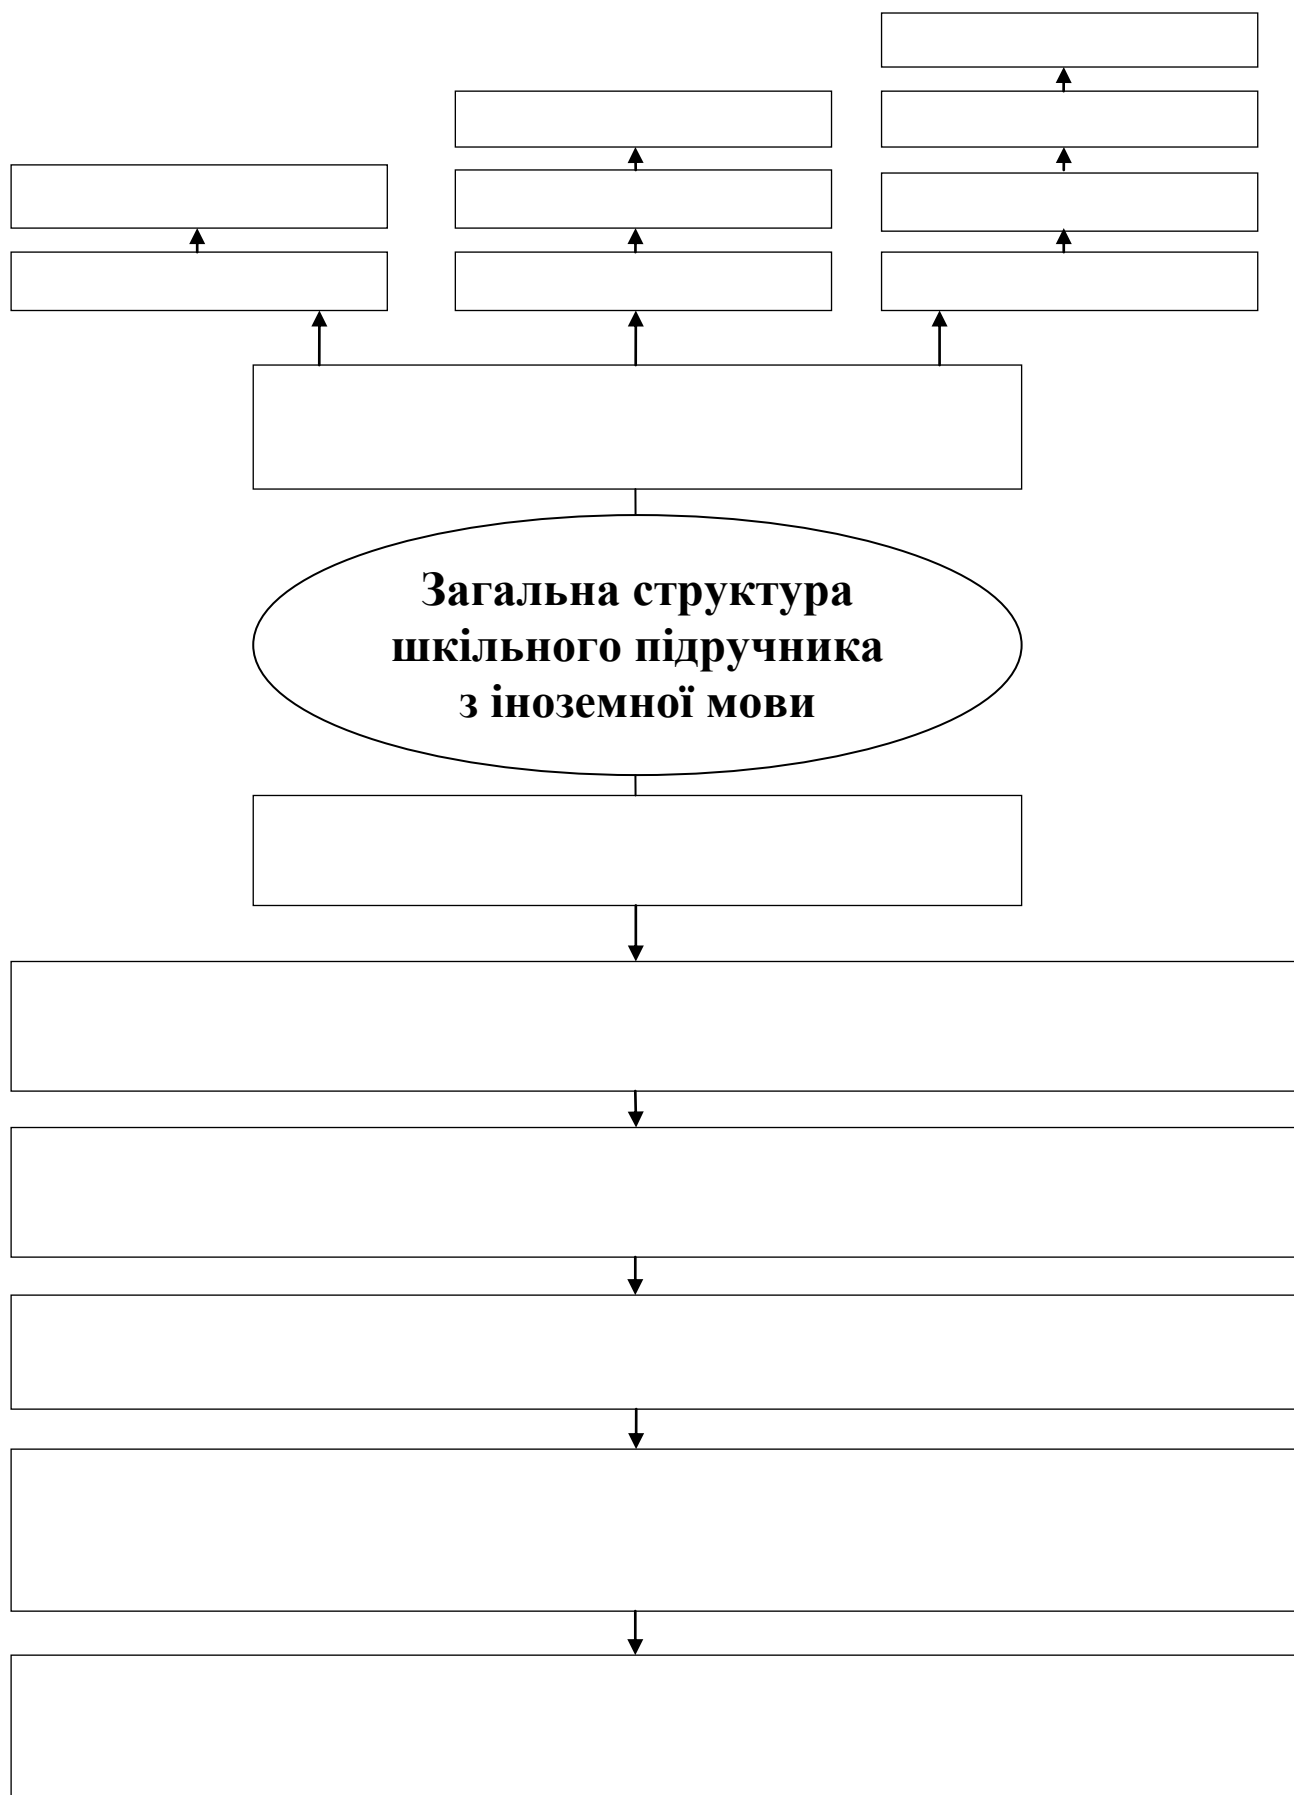 Загальна структура
шкільного підручника
з іноземної мови